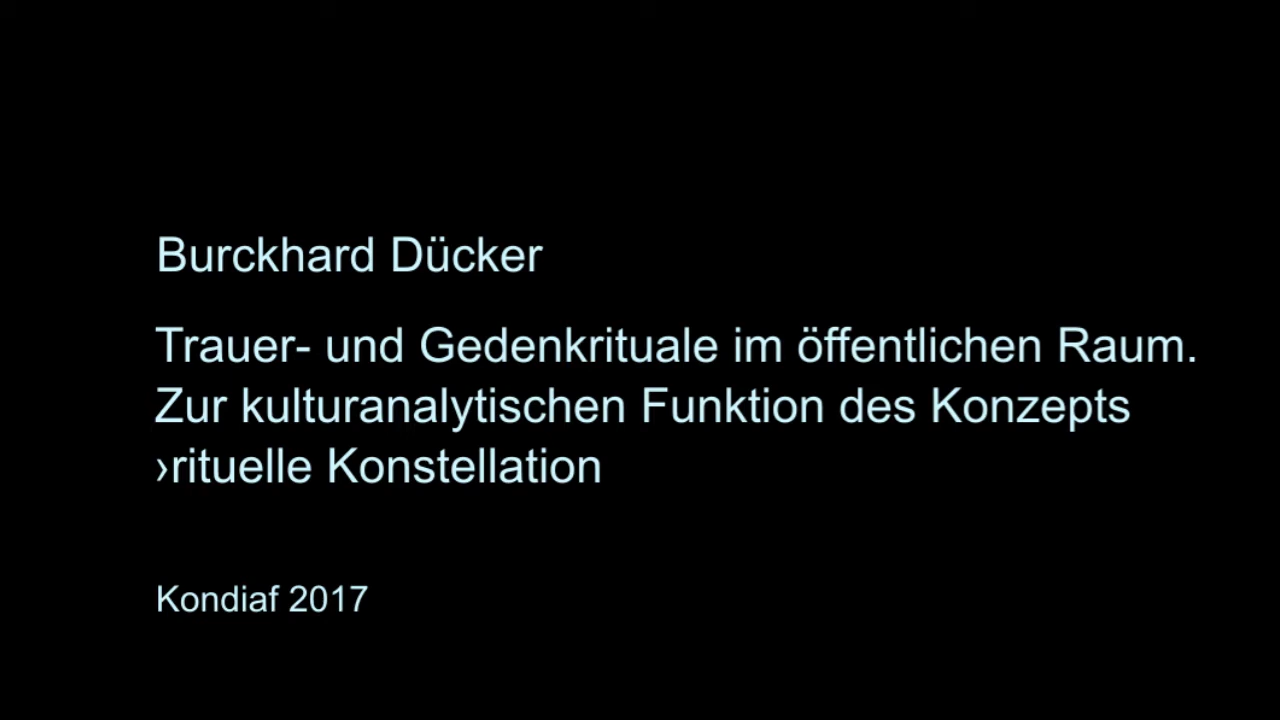 Burckhard Dücker
Trauer- und Gedenkrituale im öffentlichen Raum.
Zur kulturanalytischen Funktion des Konzepts
›rituelle Konstellation
Kondiaf 2017